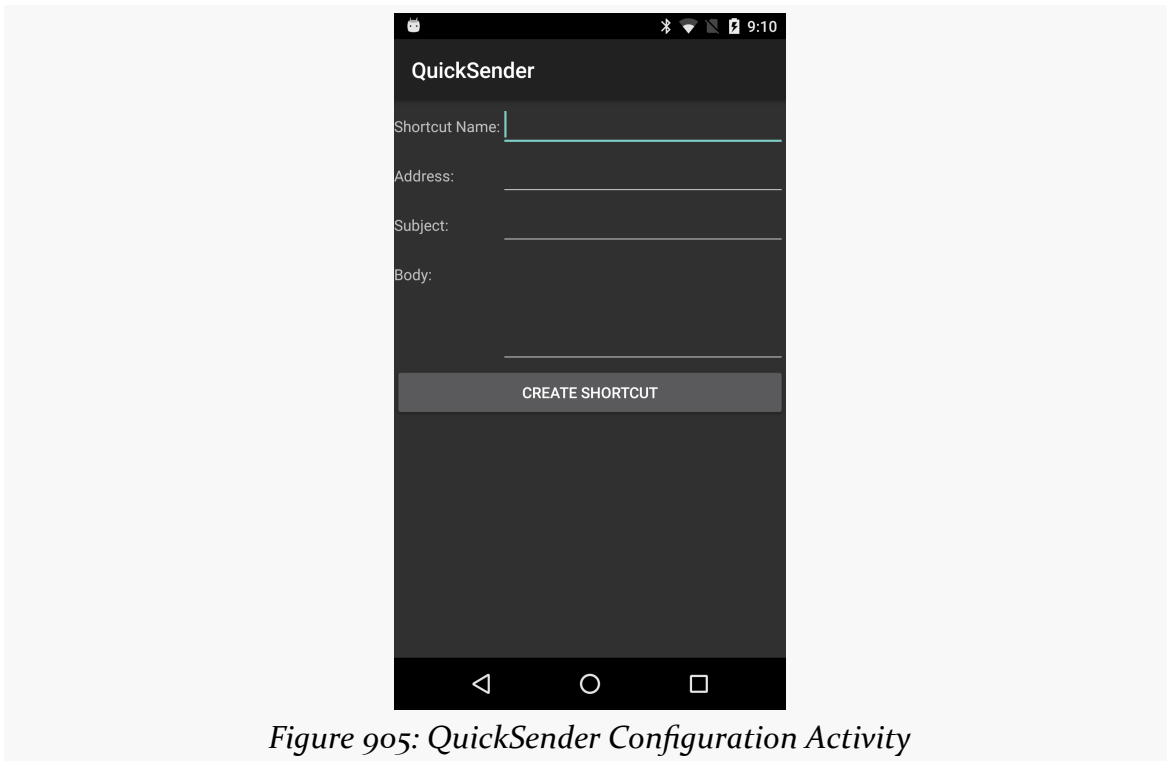 9:10
QuickSender
Shortcut Name:
Address:
Subject:
Body:
CREATE SHORTCUT
Figure 905: QuickSender Configuration Activity